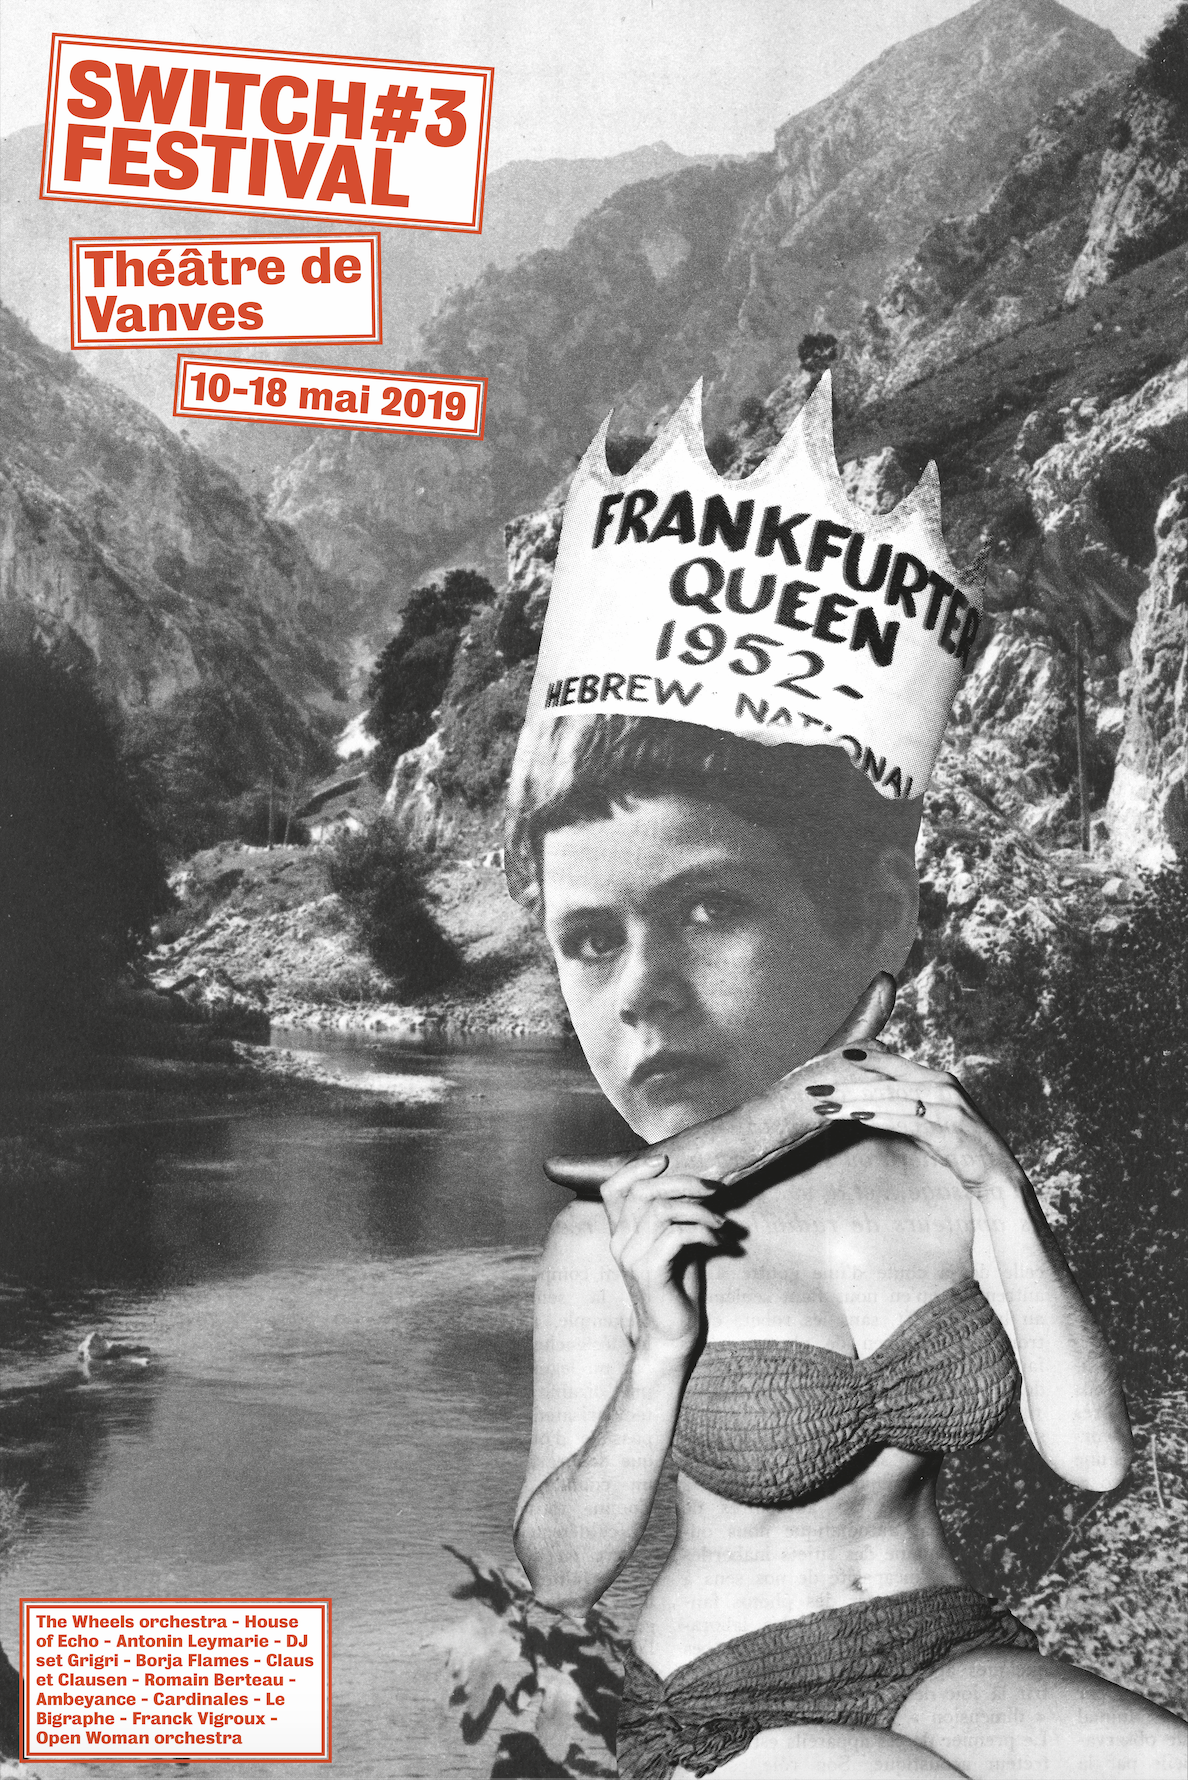 SWITCH#3
FESTIVAL
Théâtre de
Vanves
10-18 mai 2019
FRANKFURTER
QUEEN
1952-
HEBREW NATIONAL
The Wheels orchestra - House
of Echo - Antonin Leymarie - DJ
set Grigri - Borja Flames - Claus
et Clausen - Romain Berteau -
Ambeyance - Cardinales - Le
Bigraphe - Franck Vigroux -
Open Woman orchestra